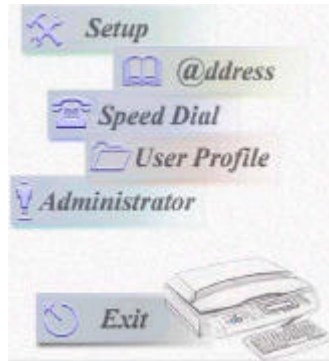 Setup
@ddress
Speed Dial
User Profile
Administrator
Exit